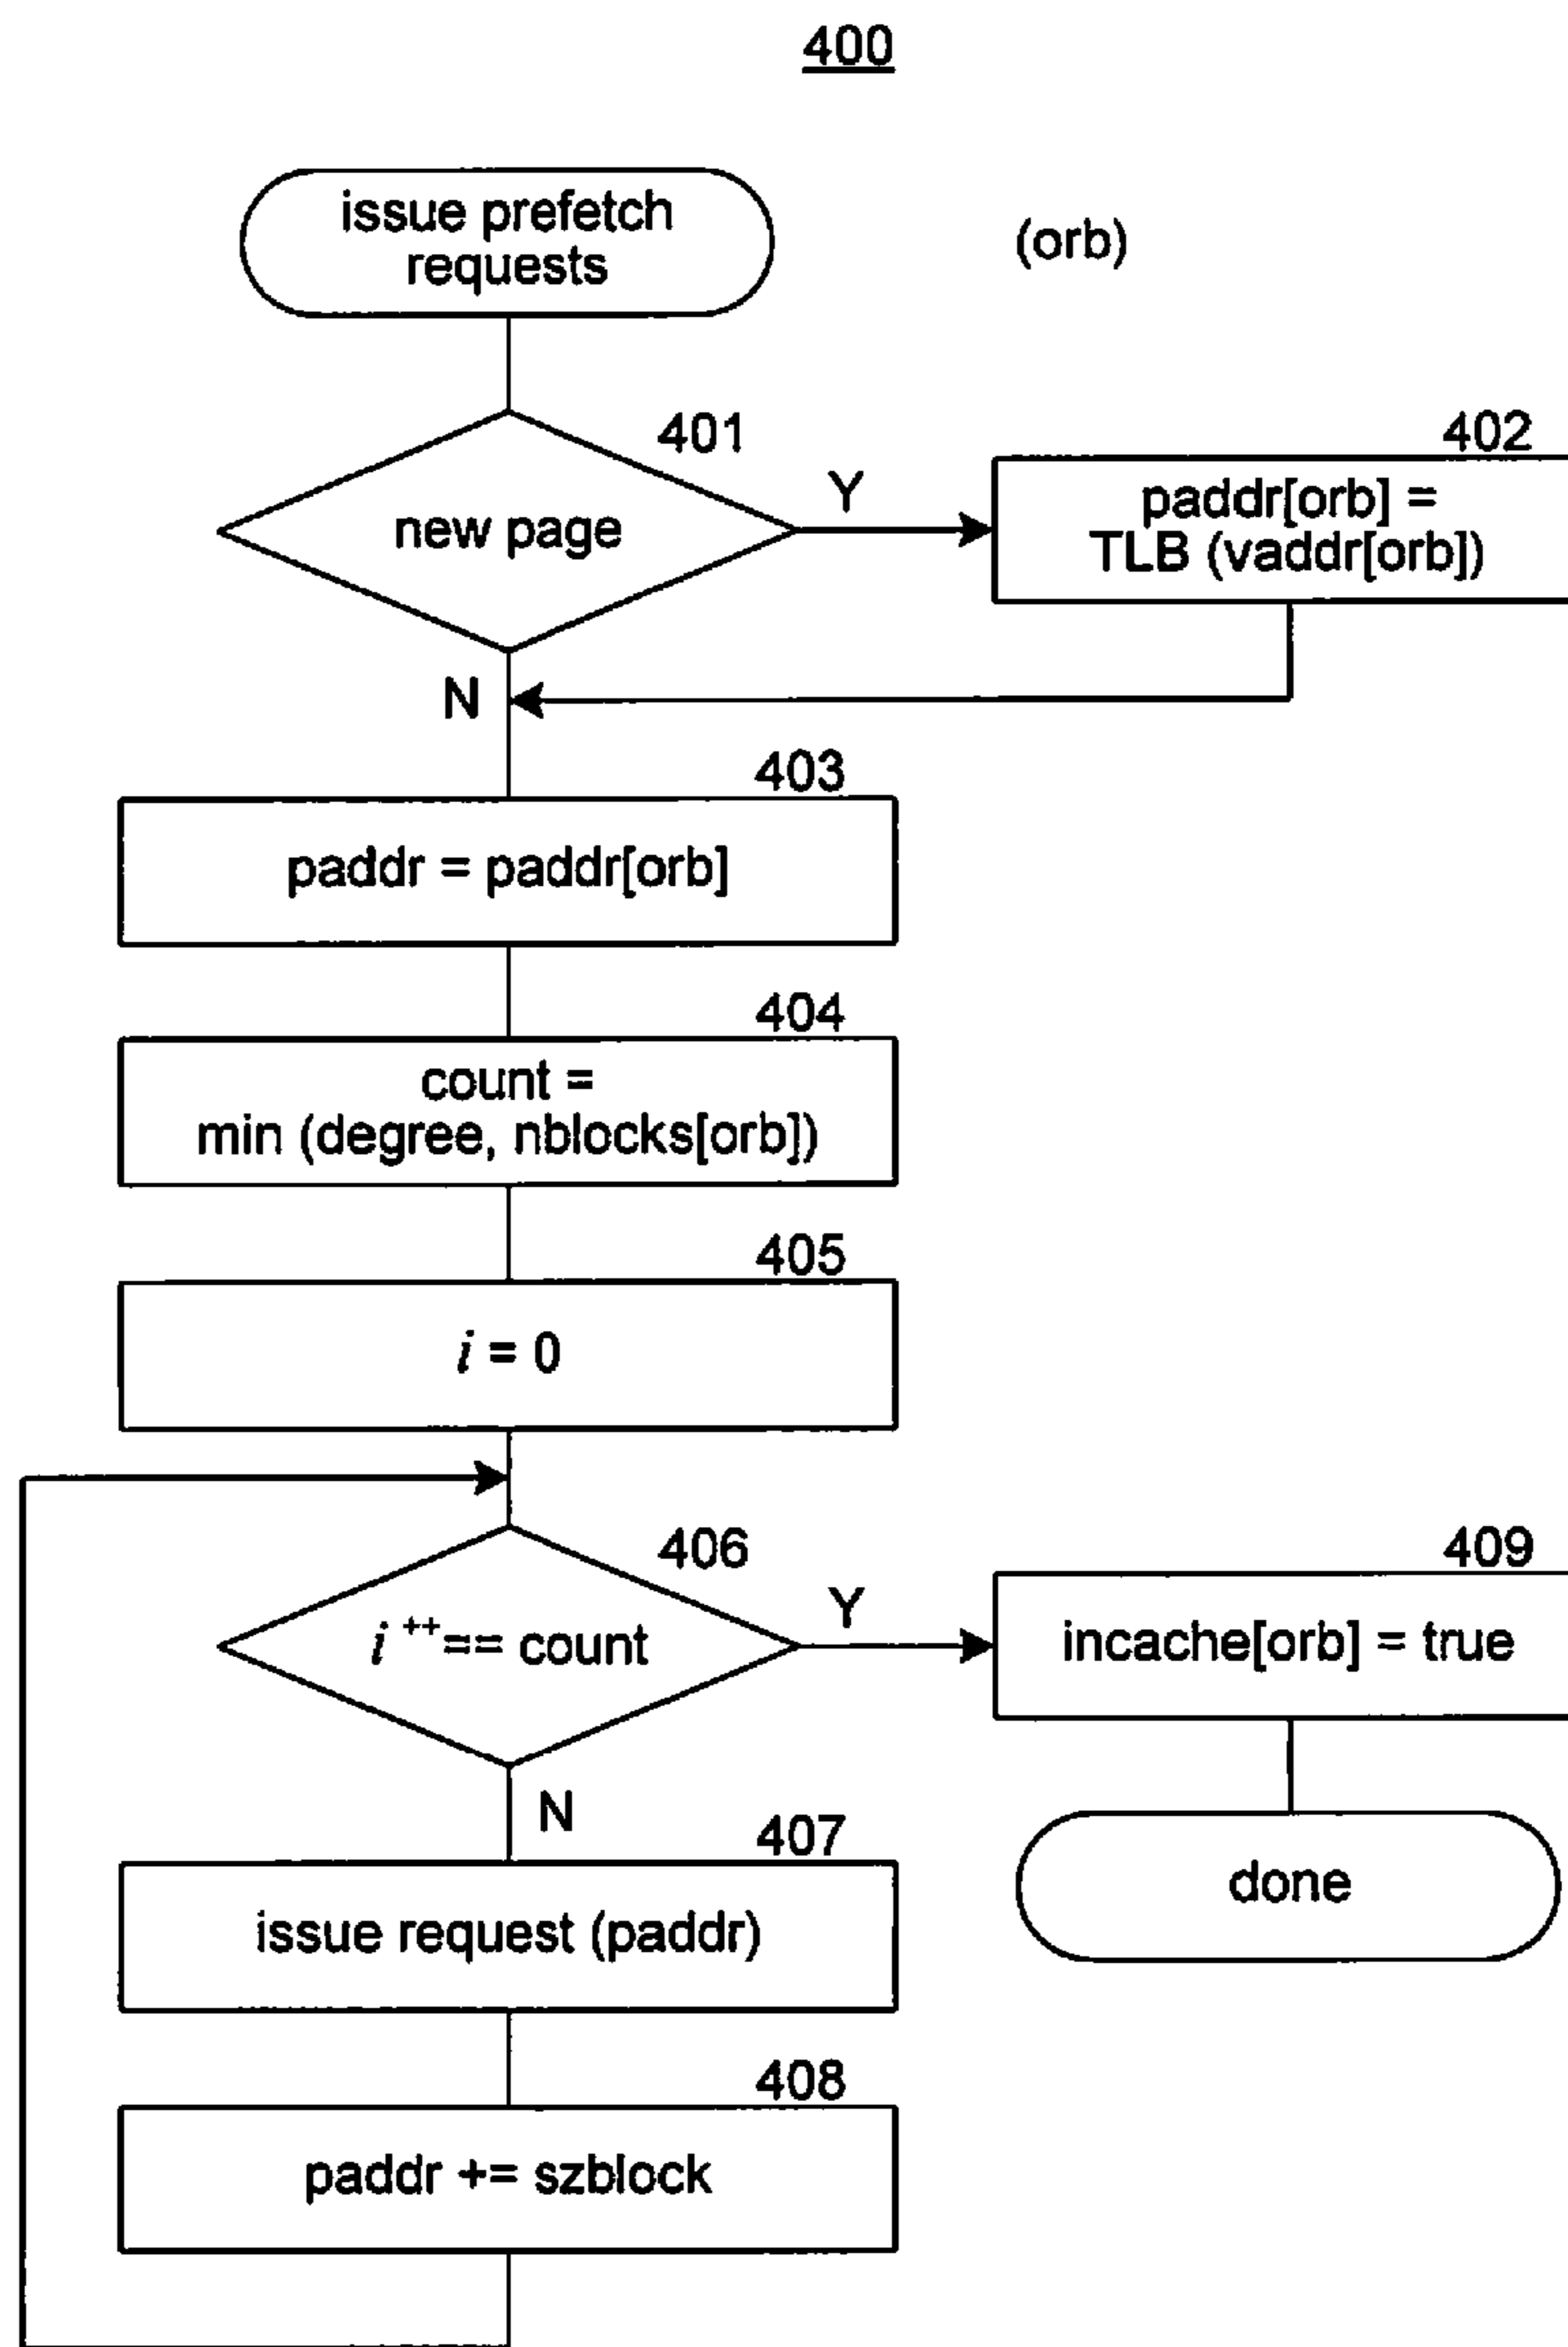 400
issue prefetch
requests
(orb)
401
new page
Y
402
paddr[orb] =
TLB (vaddr[orb])
N
403
paddr = paddr[orb]
404
count =
min (degree, nblocks[orb])
405
i = 0
406
i ++== count
Y
409
incache[orb] = true
N
407
issue request (paddr)
done
408
paddr += szblock